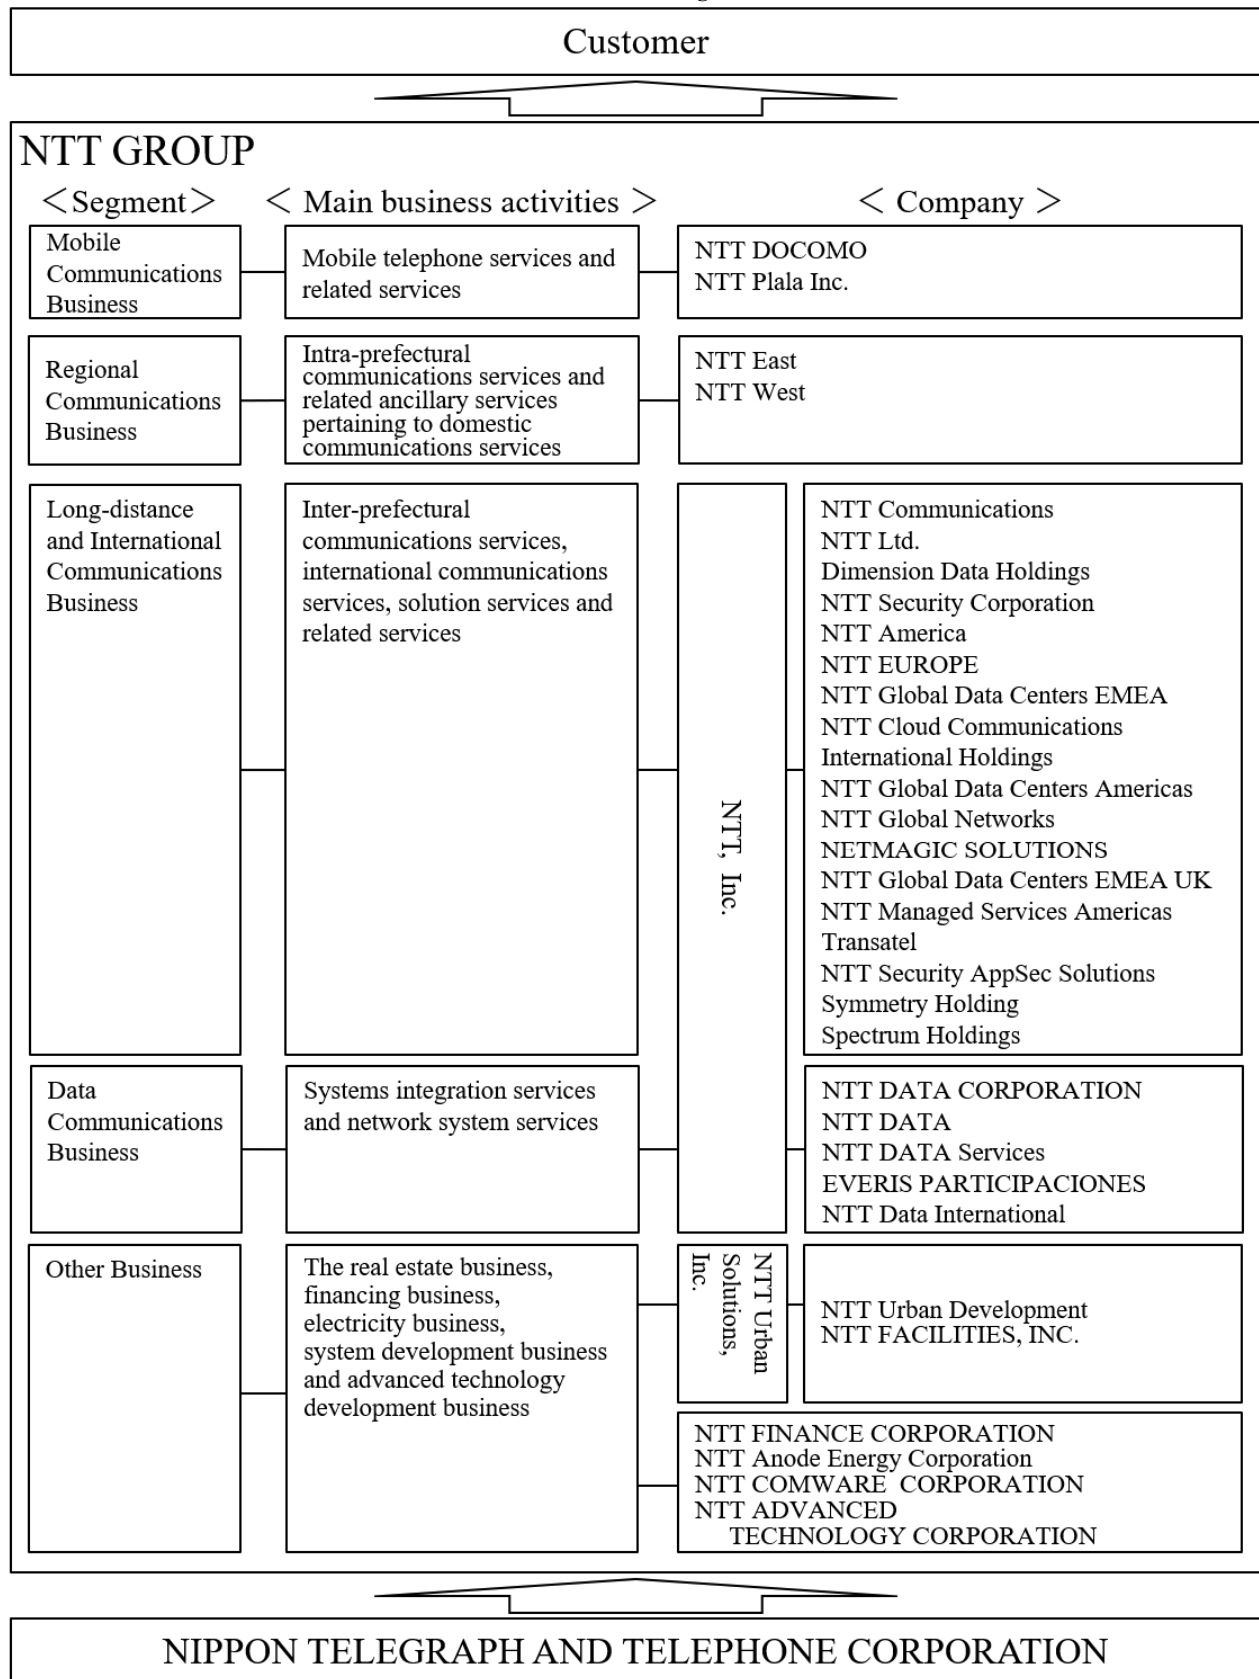 Customer
NTT GROUP
＜Segment＞
＜ Main business activities ＞
＜ Company ＞
Mobile
Communications
Business
Mobile telephone services and
related services
NTT DOCOMO
NTT Plala Inc.
Regional
Communications
Business
Intra-prefectural
communications services and
related ancillary services
pertaining to domestic
communications services
NTT East
NTT West
Long-distance
and International
Communications
Business
Inter-prefectural
communications services,
international communications
services, solution services and
related services
NTT, Inc.
NTT Communications
NTT Ltd.
Dimension Data Holdings
NTT Security Corporation
NTT America
NTT EUROPE
NTT Global Data Centers EMEA
NTT Cloud Communications
International Holdings
NTT Global Data Centers Americas
NTT Global Networks
NETMAGIC SOLUTIONS
NTT Global Data Centers EMEA UK
NTT Managed Services Americas
Transatel
NTT Security AppSec Solutions
Symmetry Holding
Spectrum Holdings
Data
Communications
Business
Systems integration services
and network system services
NTT DATA CORPORATION
NTT DATA
NTT DATA Services
EVERIS PARTICIPACIONES
NTT Data International
Other Business
The real estate business,
financing business,
electricity business,
system development business
and advanced technology
development business
NTT Urban
Solutions,
Inc.
NTT Urban Development
NTT FACILITIES, INC.
NTT FINANCE CORPORATION
NTT Anode Energy Corporation
NTT COMWARE CORPORATION
NTT ADVANCED
TECHNOLOGY CORPORATION
NIPPON TELEGRAPH AND TELEPHONE CORPORATION